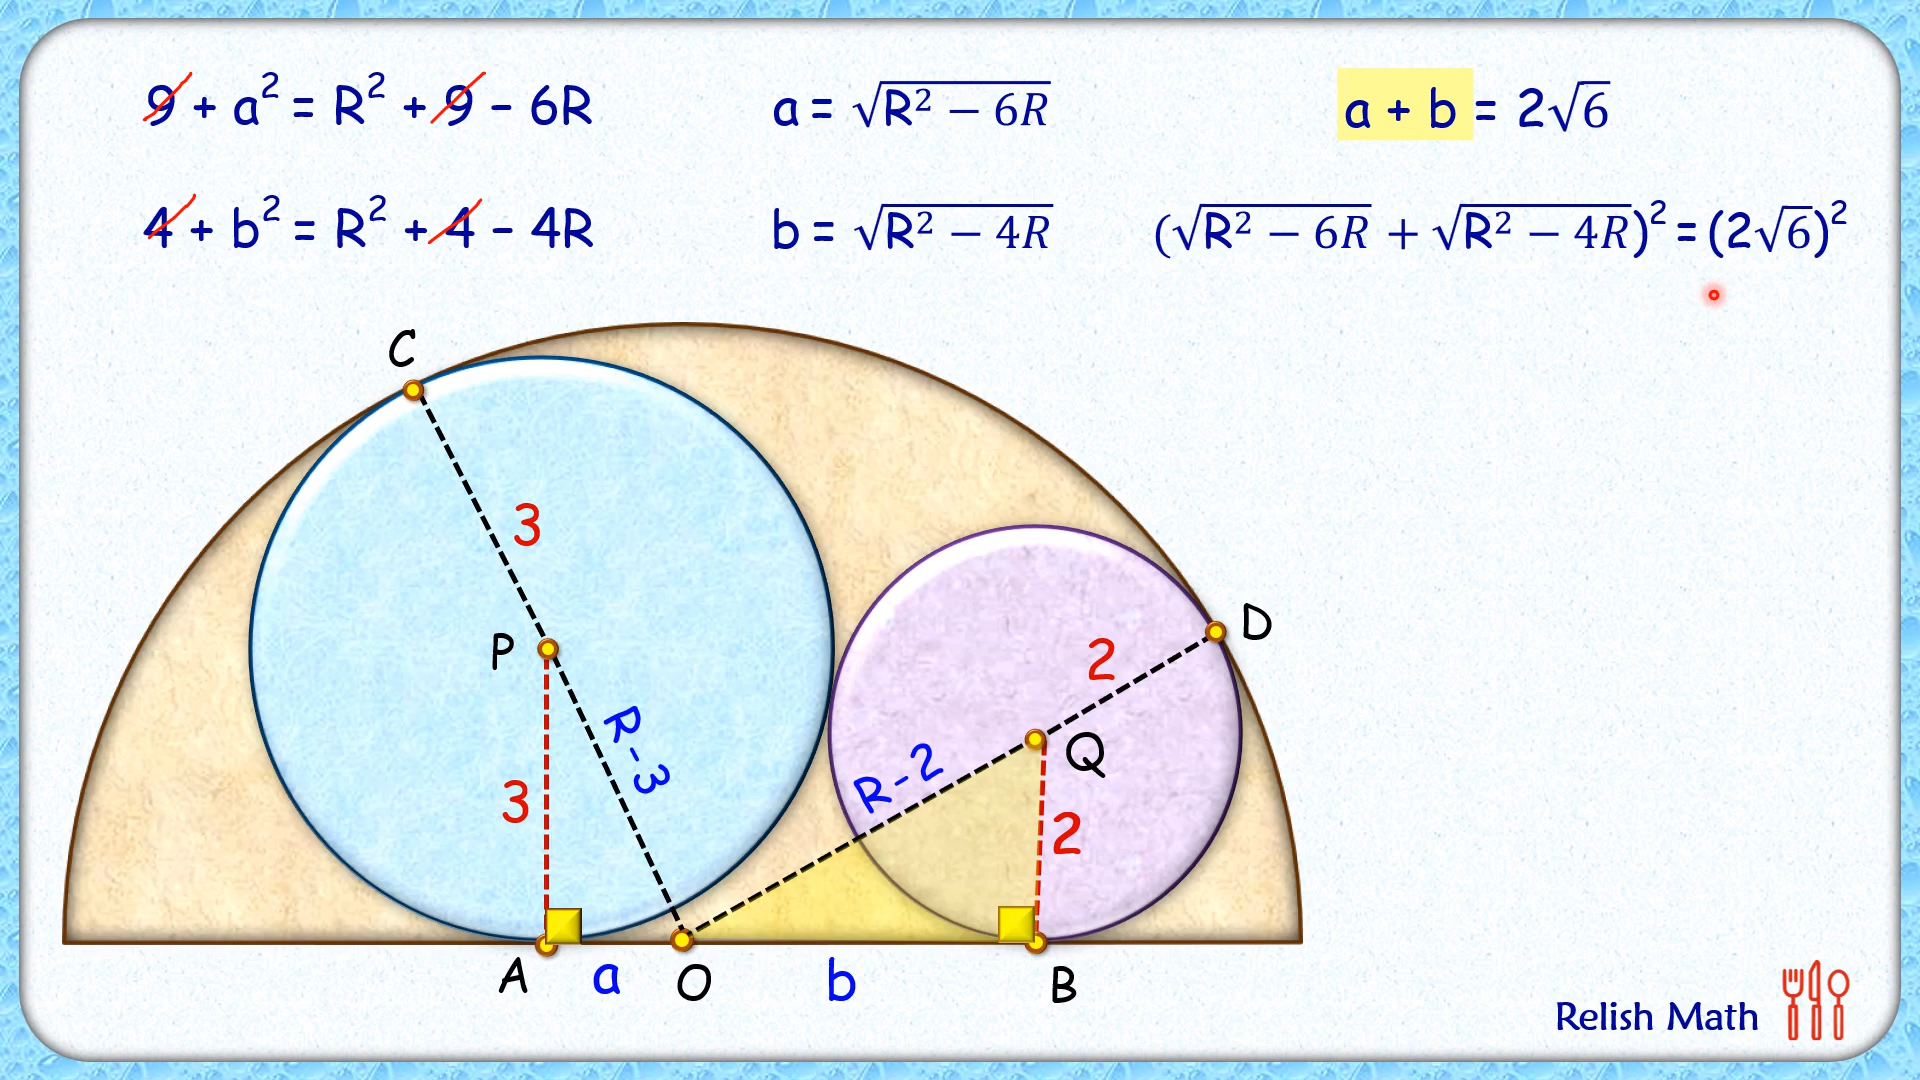 9 + a² = R² + 9 − 6R
a = √(R² − 6R)
a + b = 2√6
4 + b² = R² + 4 − 4R
b = √(R² − 4R)
(√(R² − 6R) + √(R² − 4R))² = (2√6)²
C
3
D
P
2
R-3
Q
R-2
3
2
A
a
O
b
B
Relish Math